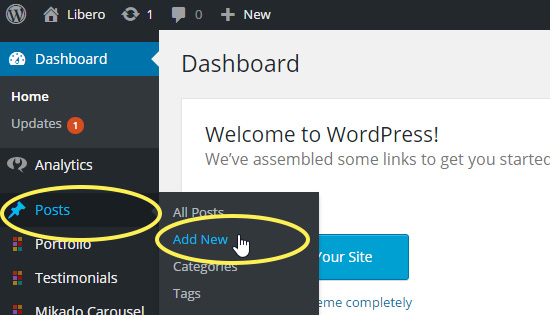 Libero 1 0 + New
Dashboard
Home
Updates 1
Analytics
Posts
Portfolio
Testimonials
Mikado Carousel
All Posts
Add New
Categories
Tags
Dashboard
Welcome to WordPress!
We've assembled some links to get you started
Your Site
eme completely